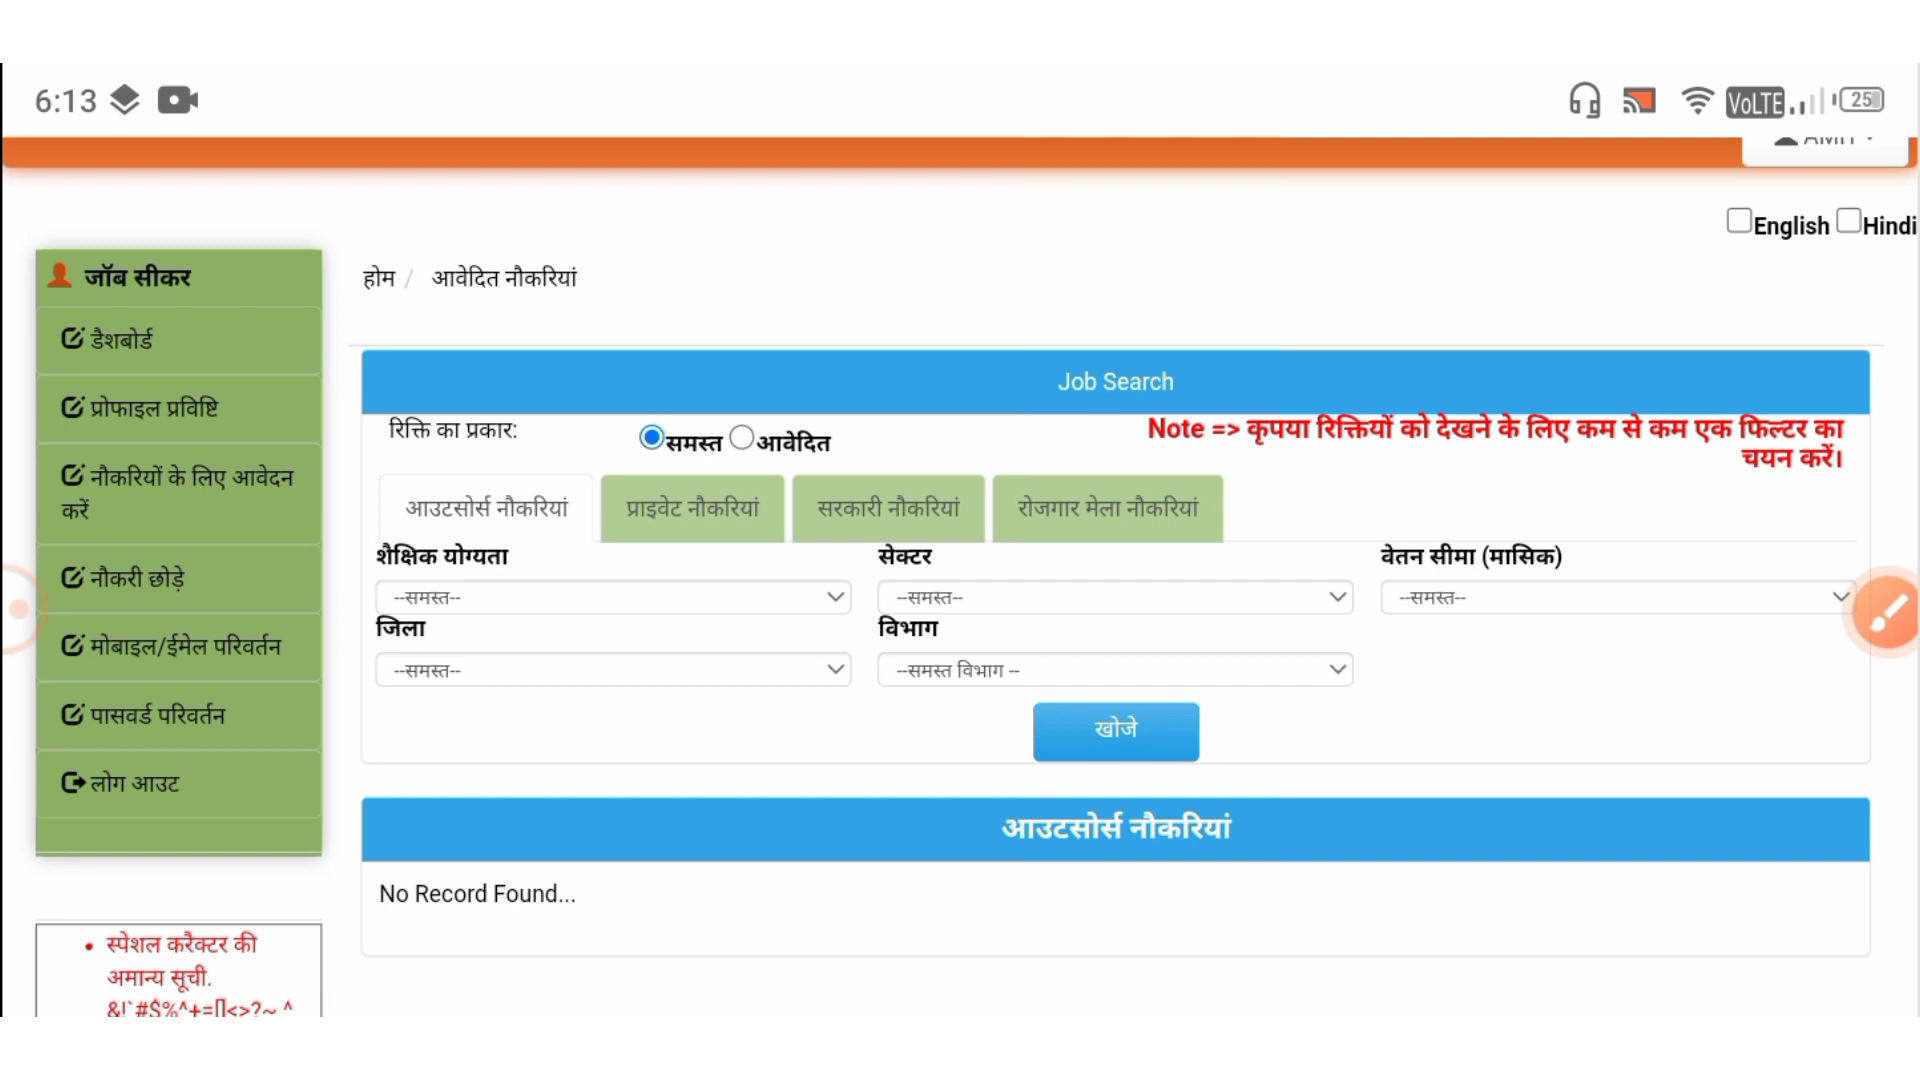 6:13
VoLTE
25
English Hindi
जॉब सीकर
डैशबोर्ड
प्रोफाइल प्रविष्टि
नौकरियों के लिए आवेदन
करें
नौकरी छोड़े
मोबाइल/ईमेल परिवर्तन
पासवर्ड परिवर्तन
लोग आउट
स्पेशल करैक्टर की
अमान्य सूची.
होम / आवेदित नौकरियां
Job Search
रिक्ति का प्रकार: समस्त आवेदित
Note => कृपया रिक्तियों को देखने के लिए कम से कम एक फिल्टर का
चयन करें।
आउटसोर्स नौकरियां प्राइवेट नौकरियां सरकारी नौकरियां रोजगार मेला नौकरियां
शैक्षिक योग्यता सेक्टर वेतन सीमा (मासिक)
--समस्त-- --समस्त-- --समस्त--
जिला विभाग
--समस्त-- --समस्त विभाग --
खोजे
आउटसोर्स नौकरियां
No Record Found...